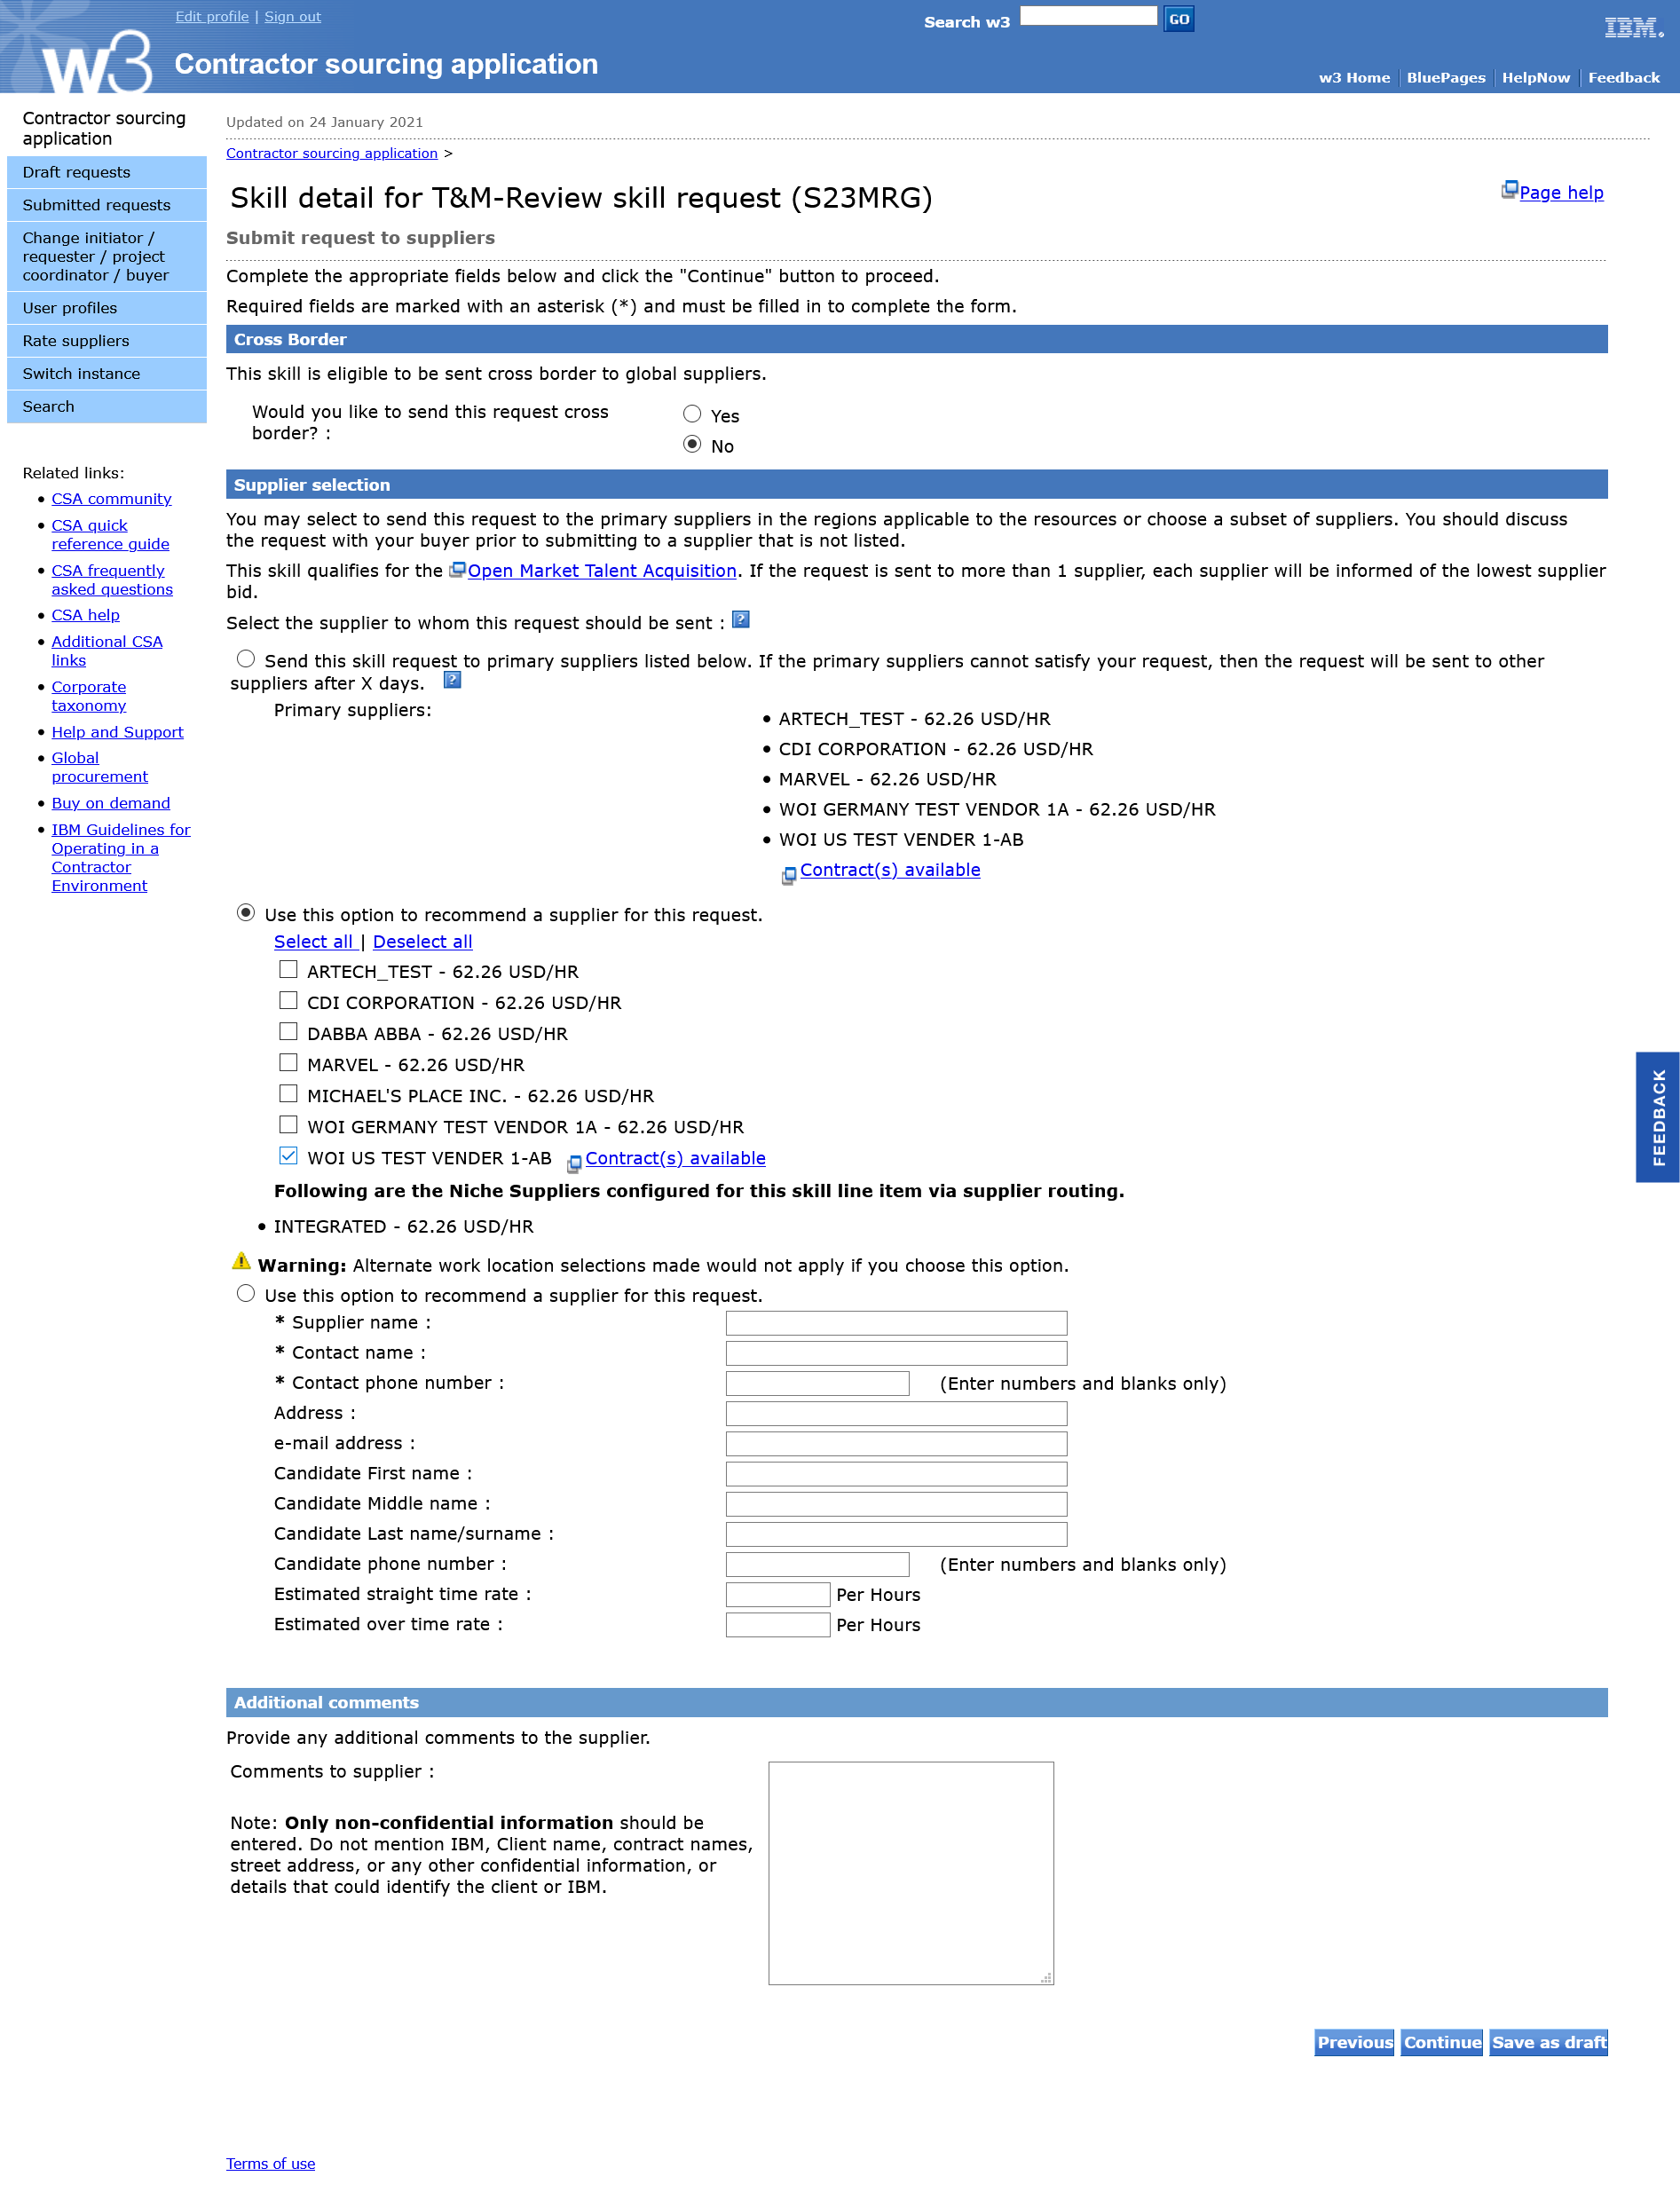 Edit profile | Sign out
Search w3 GO
IBM
w3 Contractor sourcing application
w3 Home BluePages HelpNow Feedback
Contractor sourcing
application
Draft requests
Submitted requests
Change initiator /
requester / project
coordinator / buyer
User profiles
Rate suppliers
Switch instance
Search
Related links:
CSA community
CSA quick
reference guide
CSA frequently
asked questions
CSA help
Additional CSA
links
Corporate
taxonomy
Help and Support
Global
procurement
Buy on demand
IBM Guidelines for
Operating in a
Contractor
Environment
Updated on 24 January 2021
Contractor sourcing application >
Skill detail for T&M-Review skill request (S23MRG)
Page help
Submit request to suppliers
Complete the appropriate fields below and click the "Continue" button to proceed.
Required fields are marked with an asterisk (*) and must be filled in to complete the form.
Cross Border
This skill is eligible to be sent cross border to global suppliers.
Would you like to send this request cross
border? :
Yes
No
Supplier selection
You may select to send this request to the primary suppliers in the regions applicable to the resources or choose a subset of suppliers. You should discuss
the request with your buyer prior to submitting to a supplier that is not listed.
This skill qualifies for the Open Market Talent Acquisition. If the request is sent to more than 1 supplier, each supplier will be informed of the lowest supplier
bid.
Select the supplier to whom this request should be sent : ?
Send this skill request to primary suppliers listed below. If the primary suppliers cannot satisfy your request, then the request will be sent to other
suppliers after X days. ?
Primary suppliers:
ARTECH_TEST - 62.26 USD/HR
CDI CORPORATION - 62.26 USD/HR
MARVEL - 62.26 USD/HR
WOI GERMANY TEST VENDOR 1A - 62.26 USD/HR
WOI US TEST VENDER 1-AB
Contract(s) available
Use this option to recommend a supplier for this request.
Select all | Deselect all
ARTECH_TEST - 62.26 USD/HR
CDI CORPORATION - 62.26 USD/HR
DABBA ABBA - 62.26 USD/HR
MARVEL - 62.26 USD/HR
MICHAEL'S PLACE INC. - 62.26 USD/HR
WOI GERMANY TEST VENDOR 1A - 62.26 USD/HR
WOI US TEST VENDER 1-AB Contract(s) available
Following are the Niche Suppliers configured for this skill line item via supplier routing.
INTEGRATED - 62.26 USD/HR
Warning: Alternate work location selections made would not apply if you choose this option.
Use this option to recommend a supplier for this request.
* Supplier name :
* Contact name :
* Contact phone number : (Enter numbers and blanks only)
Address :
e-mail address :
Candidate First name :
Candidate Middle name :
Candidate Last name/surname :
Candidate phone number : (Enter numbers and blanks only)
Estimated straight time rate : Per Hours
Estimated over time rate : Per Hours
Additional comments
Provide any additional comments to the supplier.
Comments to supplier :
Note: Only non-confidential information should be
entered. Do not mention IBM, Client name, contract names,
street address, or any other confidential information, or
details that could identify the client or IBM.
Previous Continue Save as draft
Terms of use
FEEDBACK